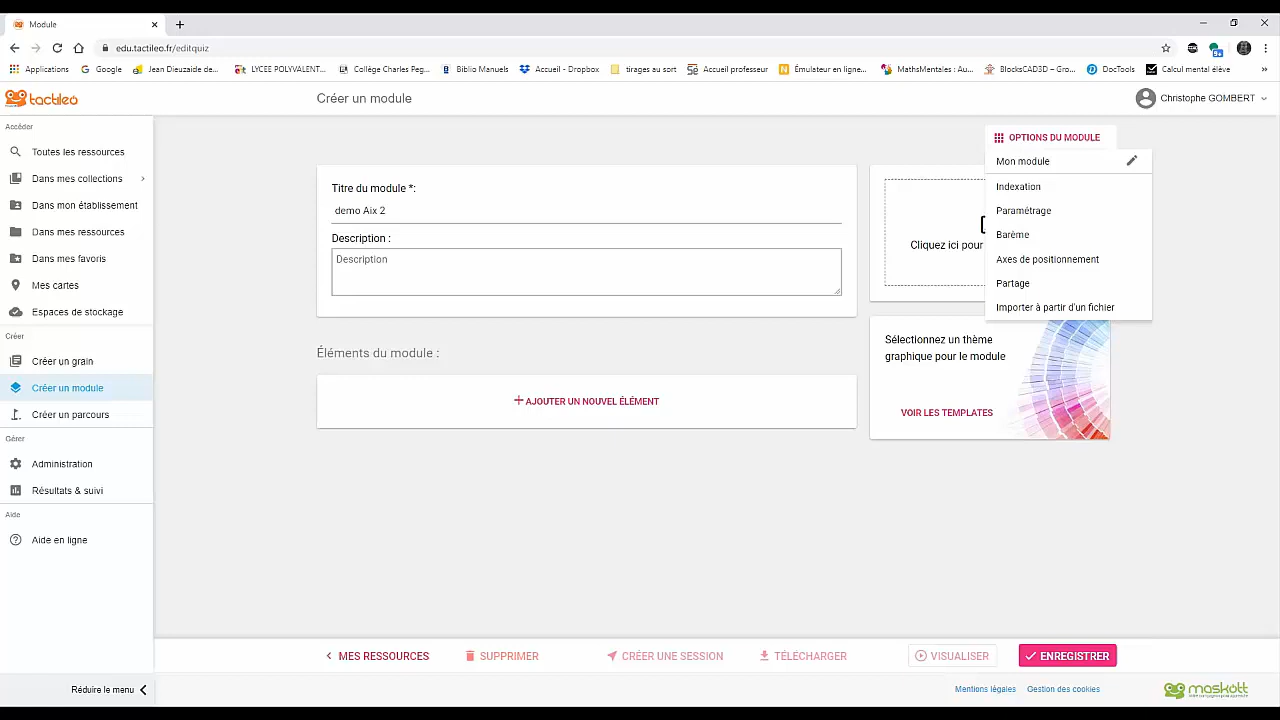 Module
edu.tactileo.fr/editquiz
Applications
Google
Jean Dieuzaide de...
LYCEE POLYVALENT...
Collège Charles Peg...
Biblio Manuels
Accueil - Dropbox
tirages au sort
Accueil professeur
Émulateur en ligne...
MathsMentales : Au...
BlocksCAD3D – Gro...
DocTools
Calcul mental élève
»
tactileo
Créer un module
Christophe GOMBERT
Accéder
Toutes les ressources
Dans mes collections
Dans mon établissement
Dans mes ressources
Dans mes favoris
Mes cartes
Espaces de stockage
Créer
Créer un grain
Créer un module
Créer un parcours
Gérer
Administration
Résultats & suivi
Aide
Aide en ligne
Réduire le menu
OPTIONS DU MODULE
Mon module
Indexation
Paramétrage
Barème
Axes de positionnement
Partage
Importer à partir d'un fichier
Titre du module *:
demo Aix 2
Description :
Description
Cliquez ici pour
Éléments du module :
AJOUTER UN NOUVEL ÉLÉMENT
Sélectionnez un thème
graphique pour le module
VOIR LES TEMPLATES
MES RESSOURCES
SUPPRIMER
CRÉER UNE SESSION
TÉLÉCHARGER
VISUALISER
ENREGISTRER
Mentions légales
Gestion des cookies
maskott